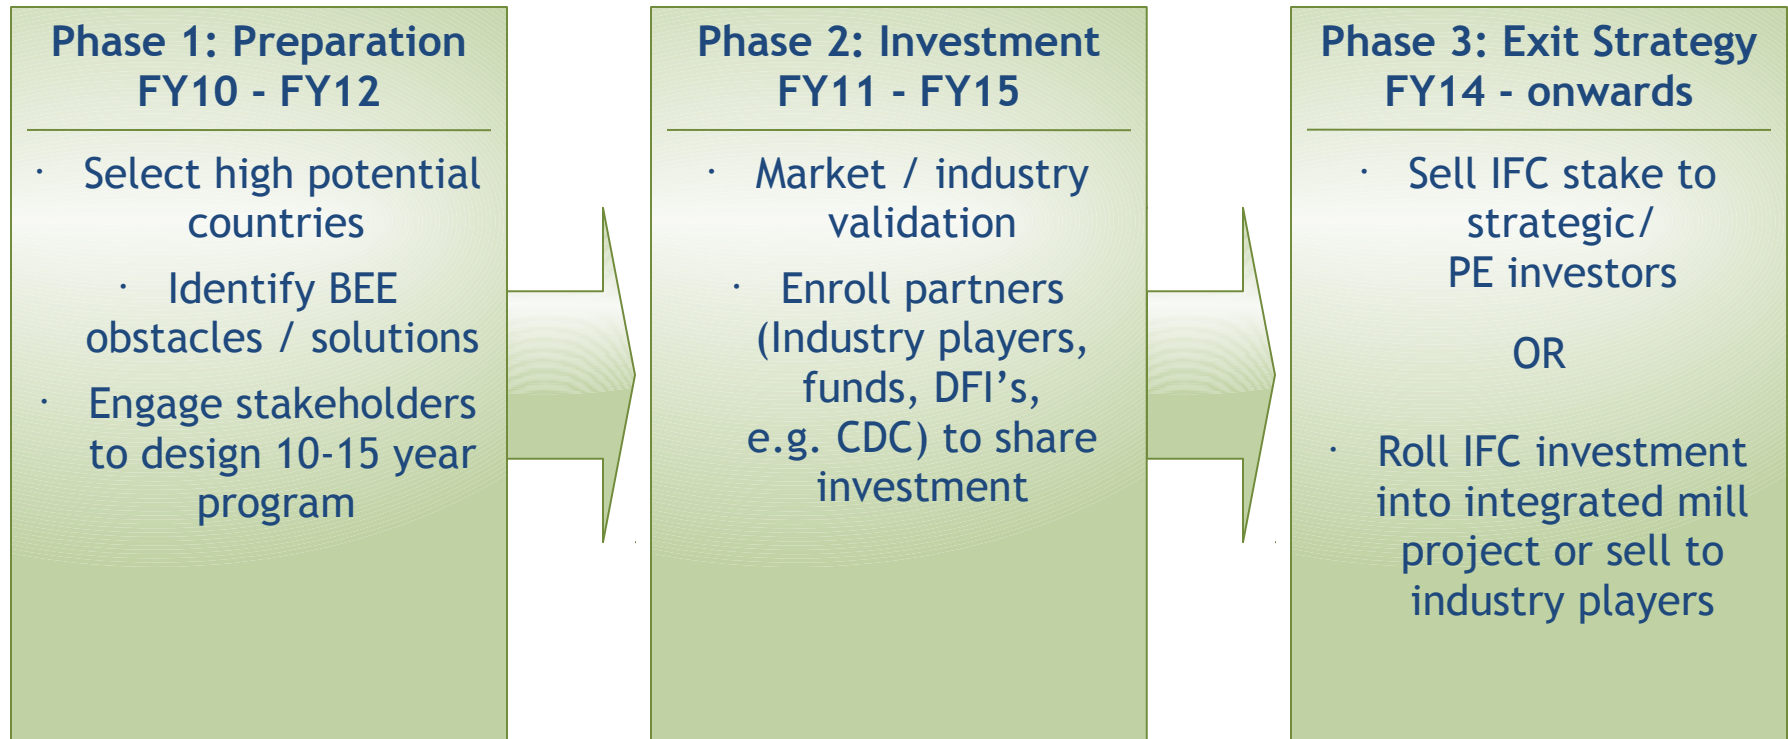 Phase 1: Preparation
FY10 - FY12
· Select high potential
countries
· Identify BEE
obstacles / solutions
· Engage stakeholders
to design 10-15 year
program
Phase 2: Investment
FY11 - FY15
· Market / industry
validation
· Enroll partners
(Industry players,
funds, DFI’s,
e.g. CDC) to share
investment
Phase 3: Exit Strategy
FY14 - onwards
· Sell IFC stake to
strategic/
PE investors
OR
· Roll IFC investment
into integrated mill
project or sell to
industry players